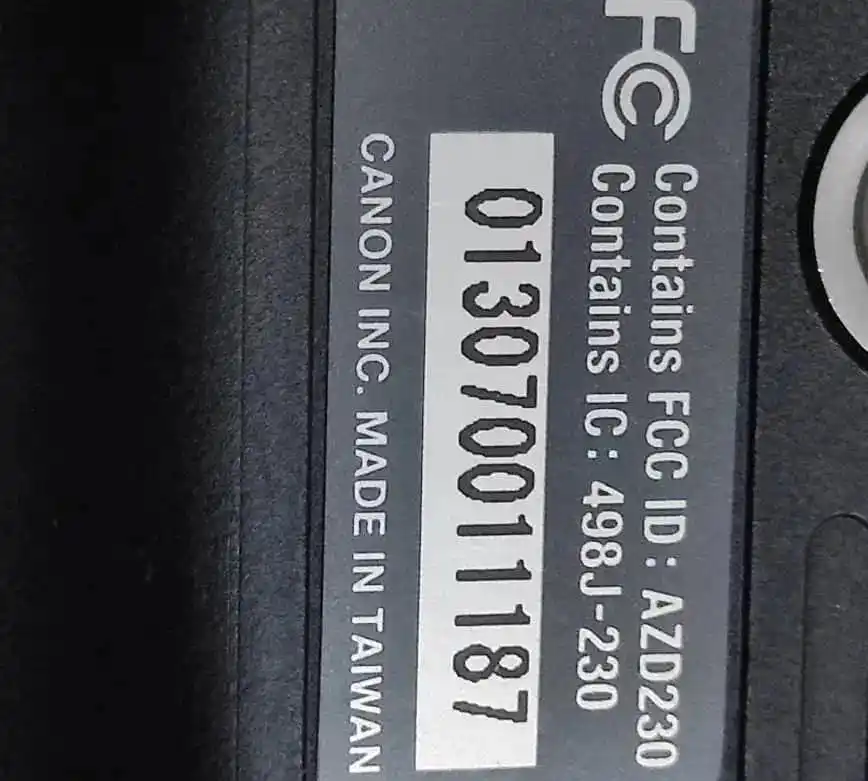 FC
Contains FCC ID: AZD230
Contains IC: 498J-230
013070011187
CANON INC. MADE IN TAIWAN